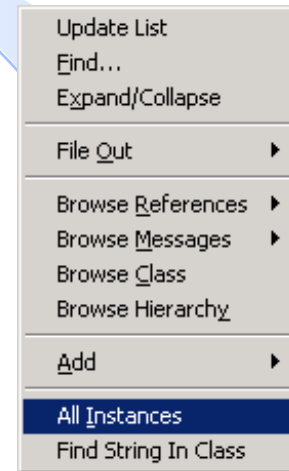 Update List
Find...
Expand/Collapse
File Out
Browse References
Browse Messages
Browse Class
Browse Hierarchy
Add
All Instances
Find String In Class